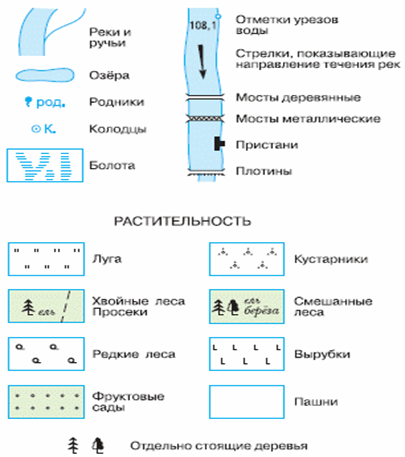 Реки и
ручьи
Озёра
род.
Родники
К.
Колодцы
Болота
108,1
Отметки урезов
воды
Стрелки, показывающие
направление течения рек
Мосты деревянные
Мосты металлические
Пристани
Плотины
РАСТИТЕЛЬНОСТЬ
Луга
Кустарники
ель
Хвойные леса
Просеки
ель
берёза
Смешанные
леса
Редкие леса
Вырубки
Фруктовые
сады
Пашни
Отдельно стоящие деревья